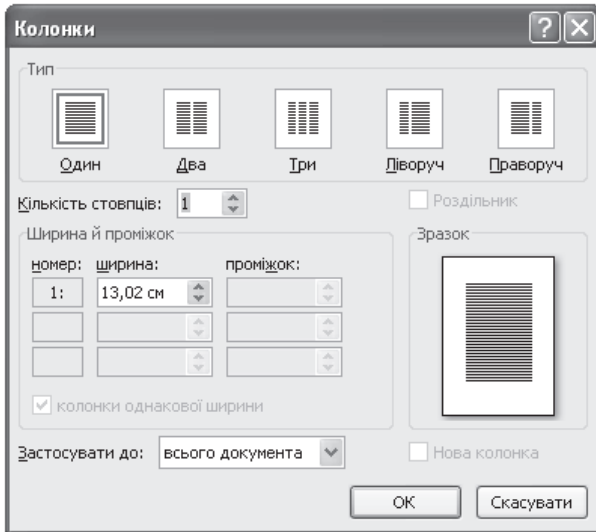 Колонки
Тип
Один Два Три Ліворуч Праворуч
Кількість стовпців: 1 Роздільник
Ширина й проміжок Зразок
номер: ширина: проміжок:
1: 13,02 см
колонки однакової ширини
Застосувати до: всього документа Нова колонка
ОК Скасувати